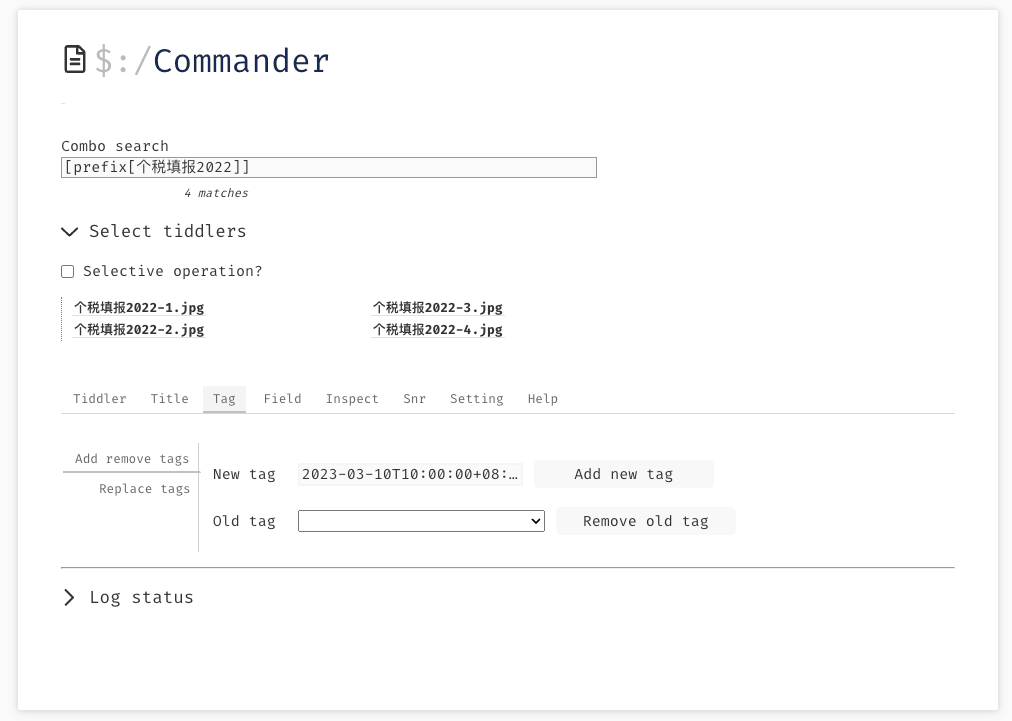 $:/Commander
Combo search
[prefix[个税填报2022]]
4 matches
Select tiddlers
Selective operation?
个税填报2022-1.jpg
个税填报2022-2.jpg
个税填报2022-3.jpg
个税填报2022-4.jpg
Tiddler Title Tag Field Inspect Snr Setting Help
Add remove tags
Replace tags
New tag 2023-03-10T10:00:00+08:… Add new tag
Old tag Remove old tag
Log status